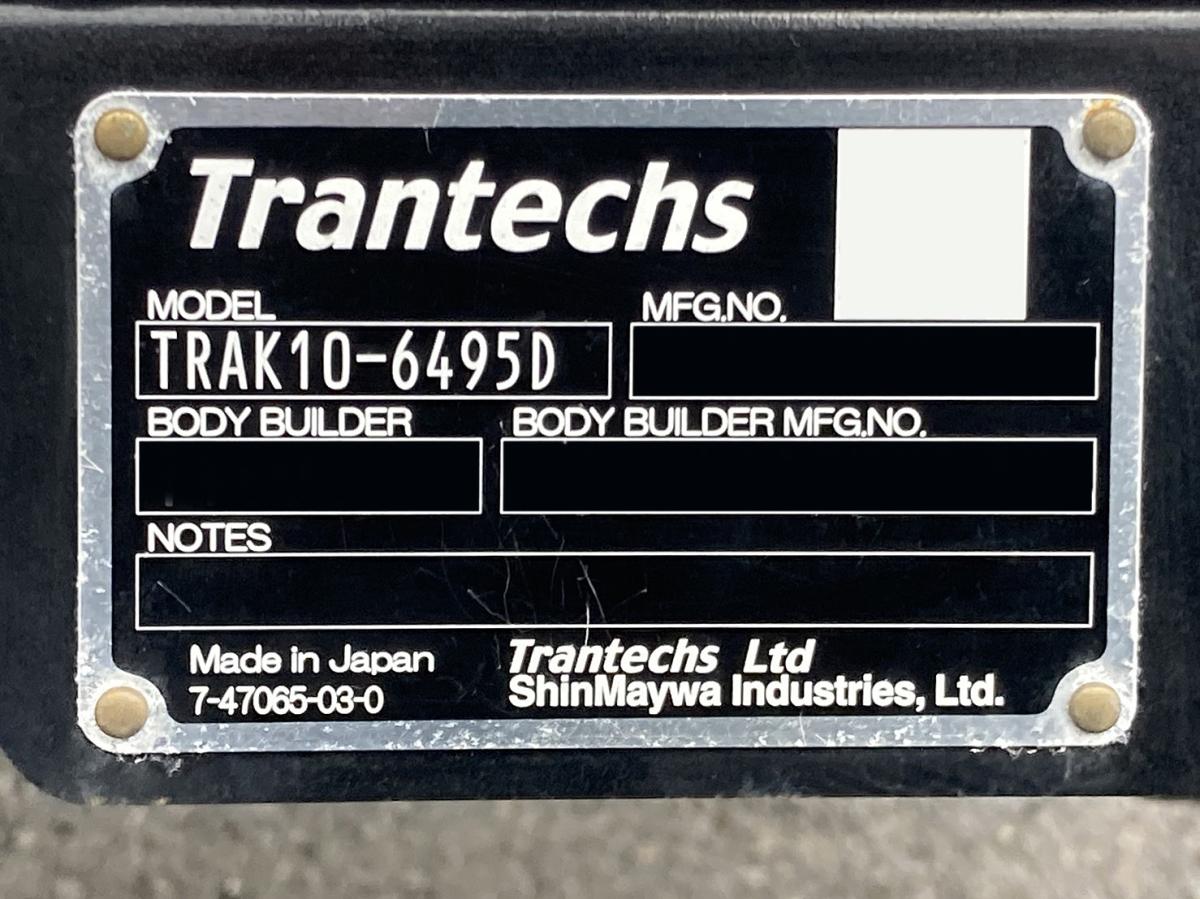 Trantechs
MODEL
MFG.NO.
TRAK10-6495D
BODY BUILDER
BODY BUILDER MFG.NO.
NOTES
Made in Japan
7-47065-03-0
Trantechs Ltd
ShinMaywa Industries, Ltd.